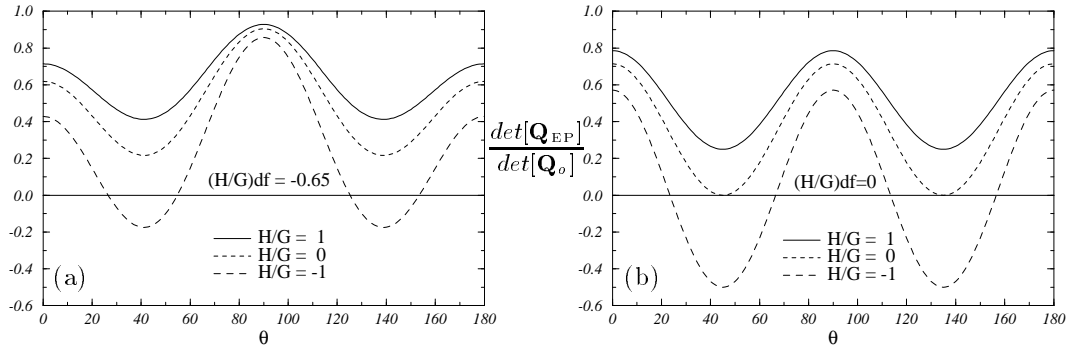 1.0
0.8
0.6
0.4
0.2
0.0
-0.2
-0.4
-0.6
0 20 40 60 80 100 120 140 160 180
θ
(H/G)df = -0.65
H/G = 1
H/G = 0
H/G = -1
(a)
det[Q_EP]
det[Q_o]
1.0
0.8
0.6
0.4
0.2
0.0
-0.2
-0.4
-0.6
0 20 40 60 80 100 120 140 160 180
θ
(H/G)df=0
H/G = 1
H/G = 0
H/G = -1
(b)